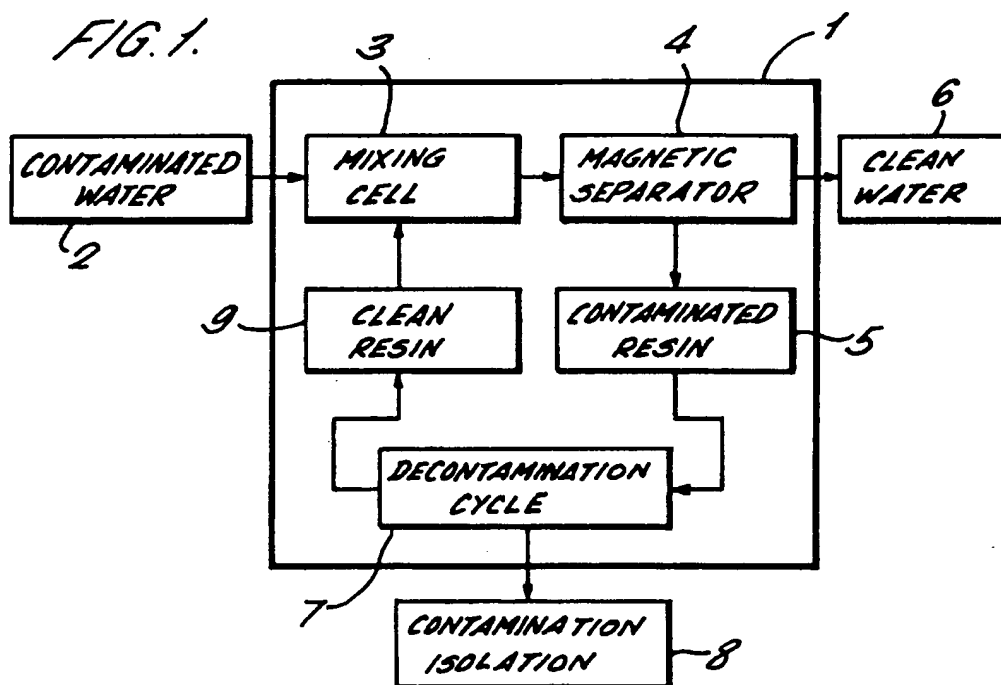 FIG. 1.
1
3
4
6
CONTAMINATED
WATER
2
MIXING
CELL
MAGNETIC
SEPARATOR
CLEAN
WATER
9
CLEAN
RESIN
CONTAMINATED
RESIN
5
DECONTAMINATION
CYCLE
7
CONTAMINATION
ISOLATION
8